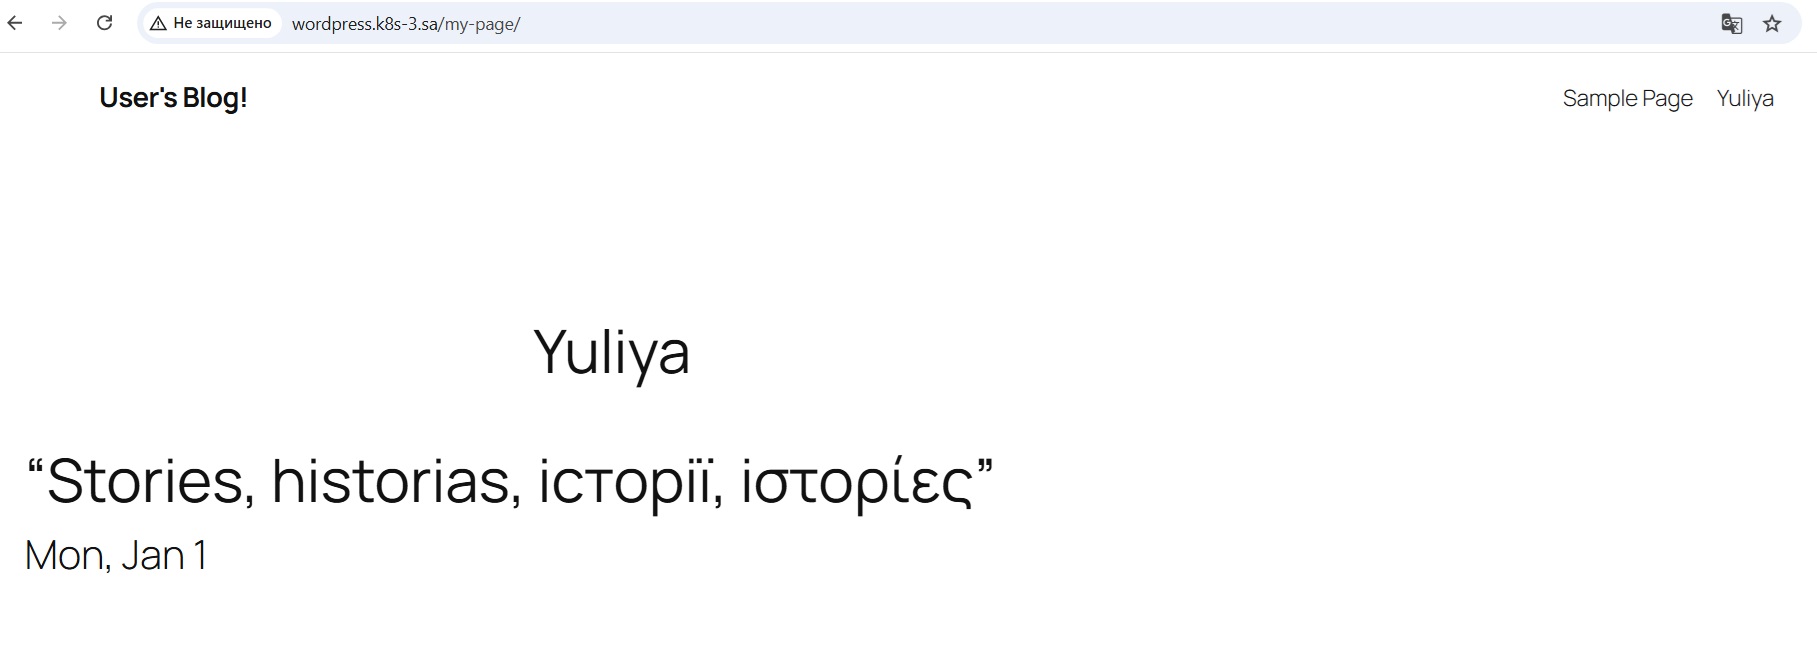 Не защищено wordpress.k8s-3.sa/my-page/
User's Blog! Sample Page Yuliya
Yuliya
“Stories, historias, історії, ιστορίες”
Mon, Jan 1